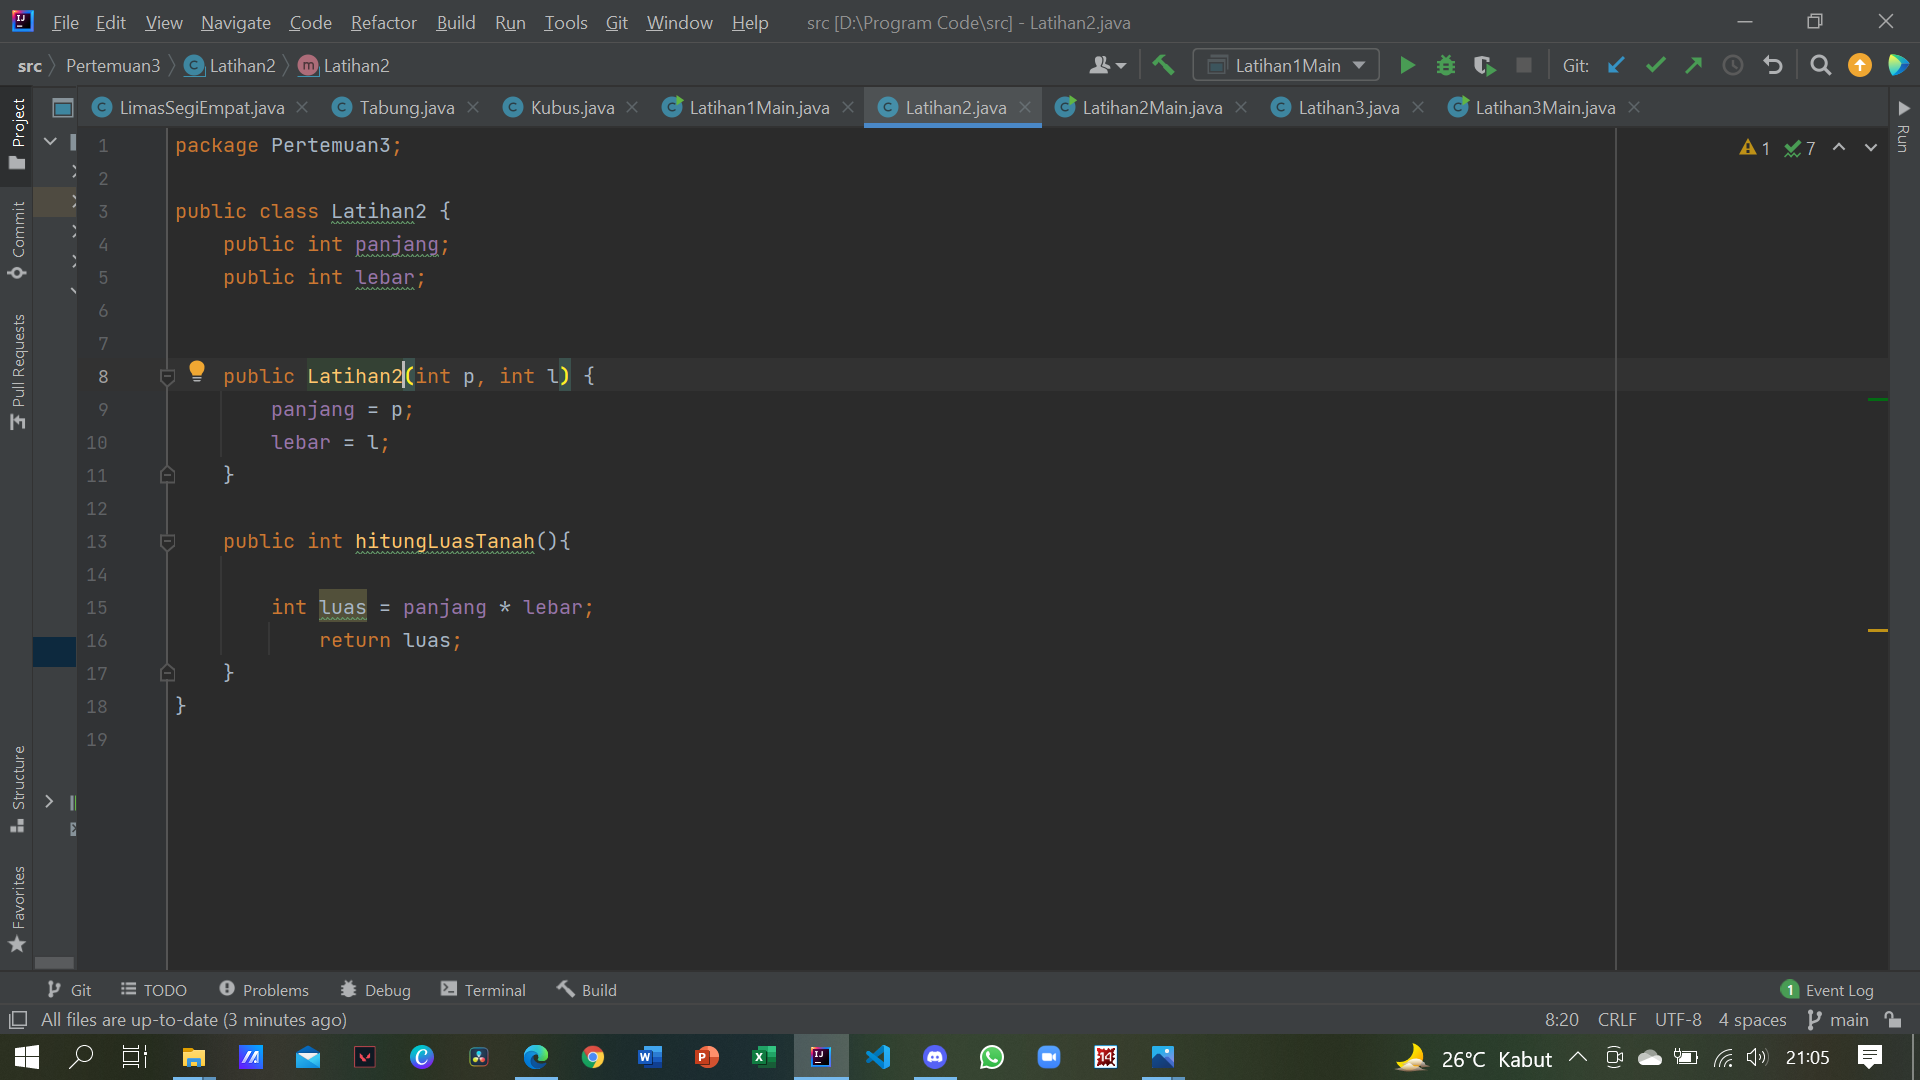 File Edit View Navigate Code Refactor Build Run Tools Git Window Help src [D:\Program Code\src] - Latihan2.java
src Pertemuan3 Latihan2 Latihan2 Latihan1Main Git:
LimasSegiEmpat.java Tabung.java Kubus.java Latihan1Main.java Latihan2.java Latihan2Main.java Latihan3.java Latihan3Main.java
Project
Commit
Pull Requests
Structure
Favorites
Run
1 7
1 package Pertemuan3;
2
3 public class Latihan2 {
4 public int panjang;
5 public int lebar;
6
7
8 public Latihan2(int p, int l) {
9 panjang = p;
10 lebar = l;
11 }
12
13 public int hitungLuasTanah(){
14
15 int luas = panjang * lebar;
16 return luas;
17 }
18 }
19
Git TODO Problems Debug Terminal Build 1 Event Log
All files are up-to-date (3 minutes ago) 8:20 CRLF UTF-8 4 spaces main
26°C Kabut 21:05